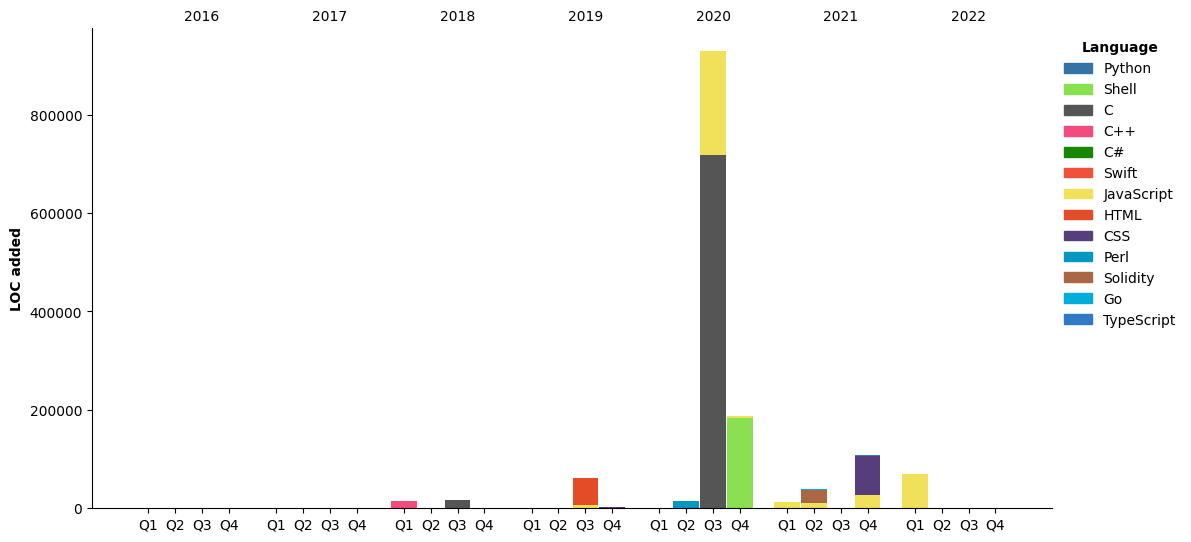 2016 2017 2018 2019 2020 2021 2022
LOC added
800000
600000
400000
200000
0
Q1 Q2 Q3 Q4 Q1 Q2 Q3 Q4 Q1 Q2 Q3 Q4 Q1 Q2 Q3 Q4 Q1 Q2 Q3 Q4 Q1 Q2 Q3 Q4 Q1 Q2 Q3 Q4
Language
Python
Shell
C
C++
C#
Swift
JavaScript
HTML
CSS
Perl
Solidity
Go
TypeScript